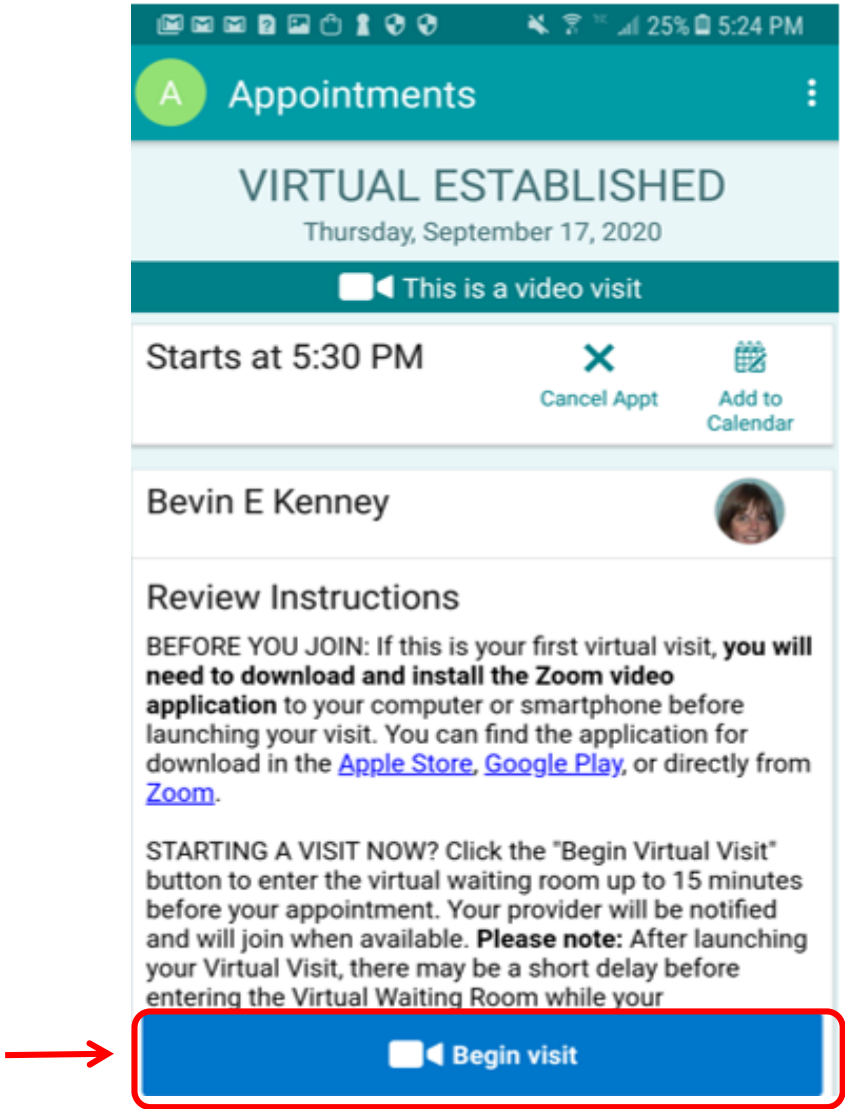 25% 5:24 PM
A Appointments
VIRTUAL ESTABLISHED
Thursday, September 17, 2020
This is a video visit
Starts at 5:30 PM
Cancel Appt
Add to
Calendar
Bevin E Kenney
Review Instructions
BEFORE YOU JOIN: If this is your first virtual visit, you will
need to download and install the Zoom video
application to your computer or smartphone before
launching your visit. You can find the application for
download in the Apple Store, Google Play, or directly from
Zoom.
STARTING A VISIT NOW? Click the "Begin Virtual Visit"
button to enter the virtual waiting room up to 15 minutes
before your appointment. Your provider will be notified
and will join when available. Please note: After launching
your Virtual Visit, there may be a short delay before
entering the Virtual Waiting Room while your
Begin visit